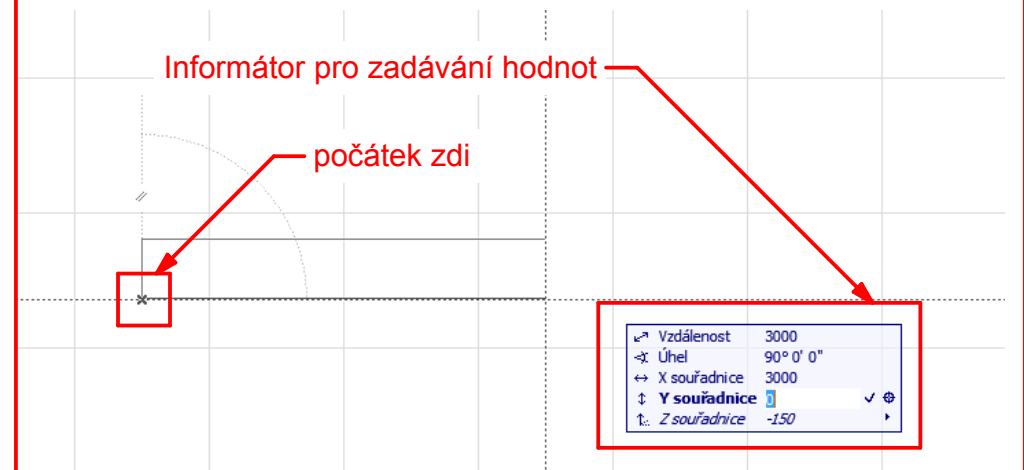 Informátor pro zadávání hodnot
počátek zdi
Vzdálenost 3000
Úhel 90° 0' 0"
X souřadnice 3000
Y souřadnice 0
Z souřadnice -150